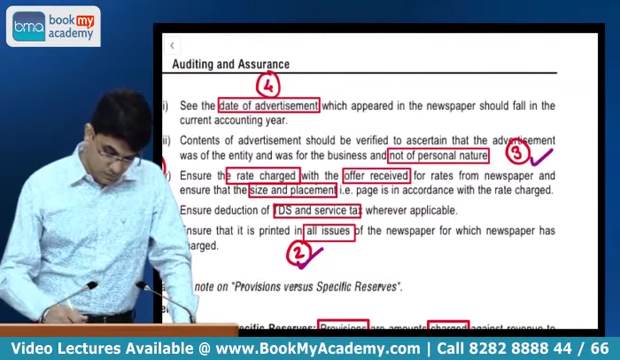 bma book my
academy
Auditing and Assurance
4
i) See the date of advertisement which appeared in the newspaper should fall in the
current accounting year.
ii) Contents of advertisement should be verified to ascertain that the advertisement
was of the entity and was for the business and not of personal nature
3
) Ensure the rate charged with the offer received for rates from newspaper and
ensure that the size and placement i.e. page is in accordance with the rate charged.
Ensure deduction of TDS and service tax wherever applicable.
nsure that it is printed in all issues of the newspaper for which newspaper has
harged.
2
note on "Provisions versus Specific Reserves".
ecific Reserves: Provisions are amounts charged against revenue to
Video Lectures Available @ www.BookMyAcademy.com / Call 8282 8888 44 / 66